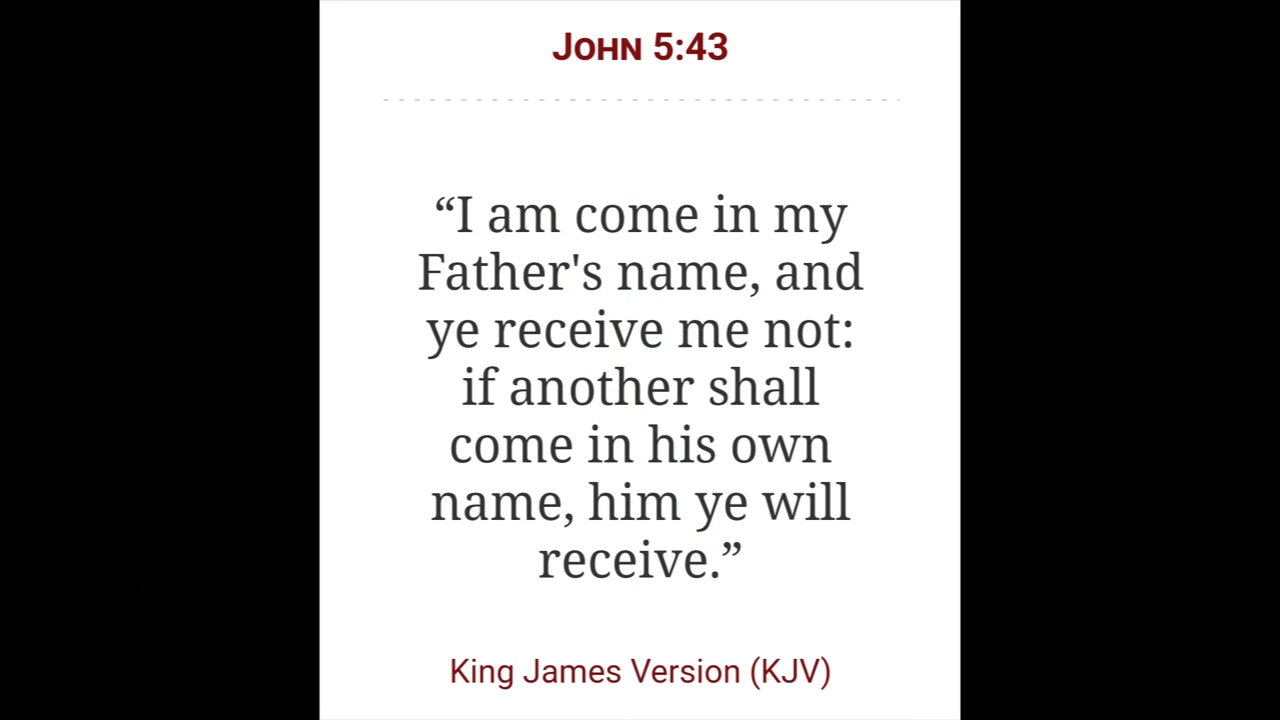 John 5:43
“I am come in my
Father's name, and
ye receive me not:
if another shall
come in his own
name, him ye will
receive.”
King James Version (KJV)